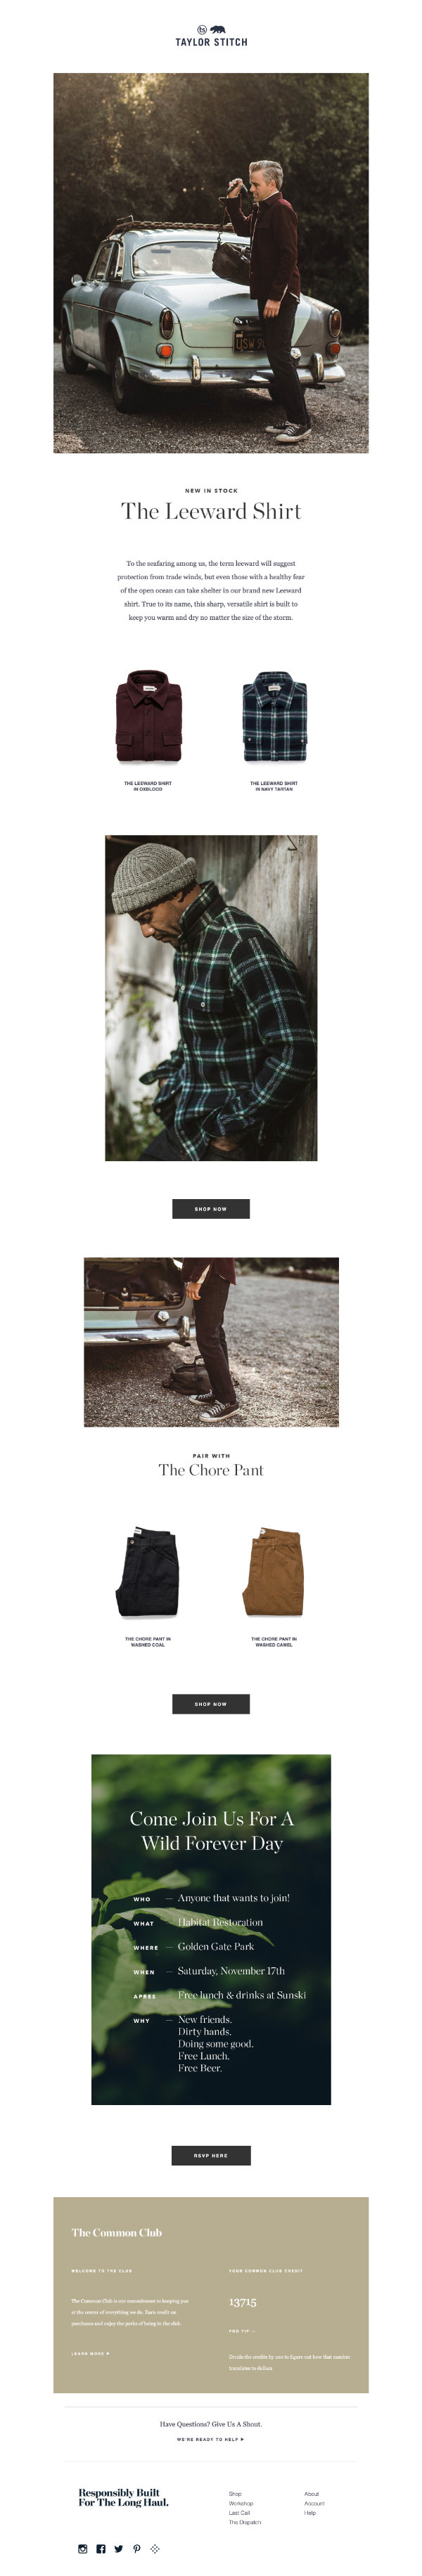 TAYLOR STITCH
NEW IN STOCK
The Leeward Shirt
To the seafaring among us, the term leeward will suggest
protection from trade winds, but even those with a healthy fear
of the open ocean can take shelter in our brand new Leeward
shirt. True to its name, this sharp, versatile shirt is built to
keep you warm and dry no matter the size of the storm.
THE LEEWARD SHIRT
IN OXBLOOD
THE LEEWARD SHIRT
IN NAVY TARTAN
SHOP NOW
PAIR WITH
The Chore Pant
THE CHORE PANT IN
WASHED COAL
THE CHORE PANT IN
WASHED CAMEL
SHOP NOW
Come Join Us For A
Wild Forever Day
WHO — Anyone that wants to join!
WHAT — Habitat Restoration
WHERE — Golden Gate Park
WHEN — Saturday, November 17th
APRES — Free lunch & drinks at Sunski
WHY — New friends.
Dirty hands.
Doing some good.
Free Lunch.
Free Beer.
RSVP HERE
The Common Club
WELCOME TO THE CLUB
The Common Club is our commitment to keeping you
at the center of everything we do. Earn credit on
purchases and enjoy the perks of being in the club.
LEARN MORE
YOUR COMMON CLUB CREDIT
13715
PRO TIP —
Divide the credits by 100 to figure out how that number
translates to dollars
Have Questions? Give Us A Shout.
WE'RE READY TO HELP
Responsibly Built
For The Long Haul.
Shop
Workshop
Last Call
The Dispatch
About
Account
Help